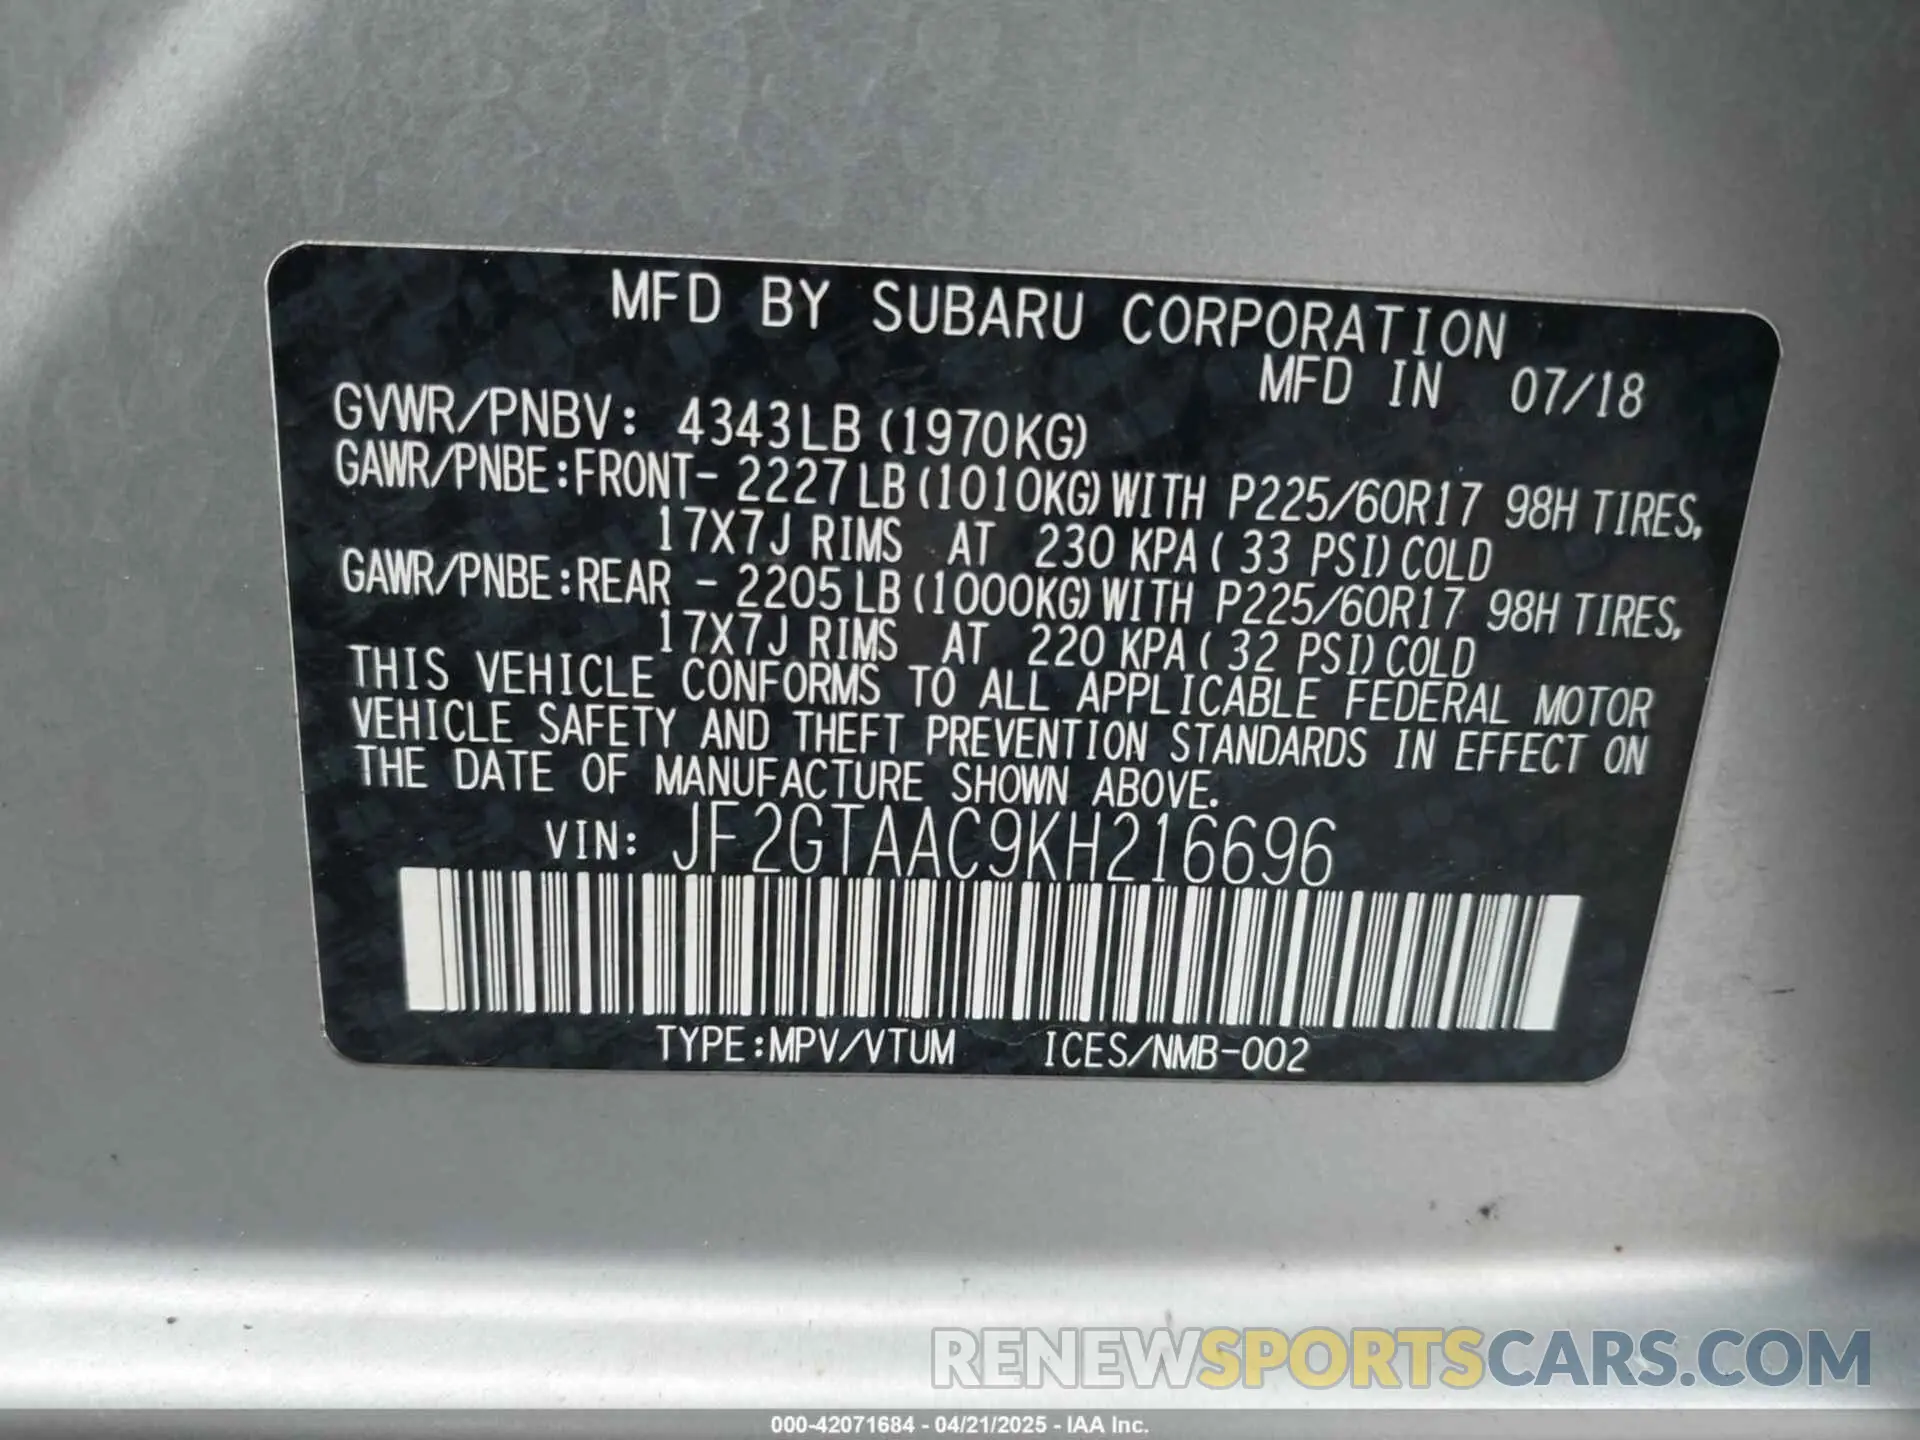 MFD BY SUBARU CORPORATION
MFD IN 07/18
GVWR/PNBV: 4343LB (1970KG)
GAWR/PNBE:FRONT- 2227 LB (1010KG) WITH P225/60R17 98H TIRES,
17X7J RIMS AT 230 KPA ( 33 PSI) COLD
GAWR/PNBE:REAR - 2205 LB (1000KG) WITH P225/60R17 98H TIRES,
17X7J RIMS AT 220 KPA ( 32 PSI) COLD
THIS VEHICLE CONFORMS TO ALL APPLICABLE FEDERAL MOTOR
VEHICLE SAFETY AND THEFT PREVENTION STANDARDS IN EFFECT ON
THE DATE OF MANUFACTURE SHOWN ABOVE.
VIN: JF2GTAAC9KH216696
TYPE:MPV/VTUM ICES/NMB-002
RENEWSPORTSCARS.COM
000-42071684 - 04/21/2025 - IAA Inc.